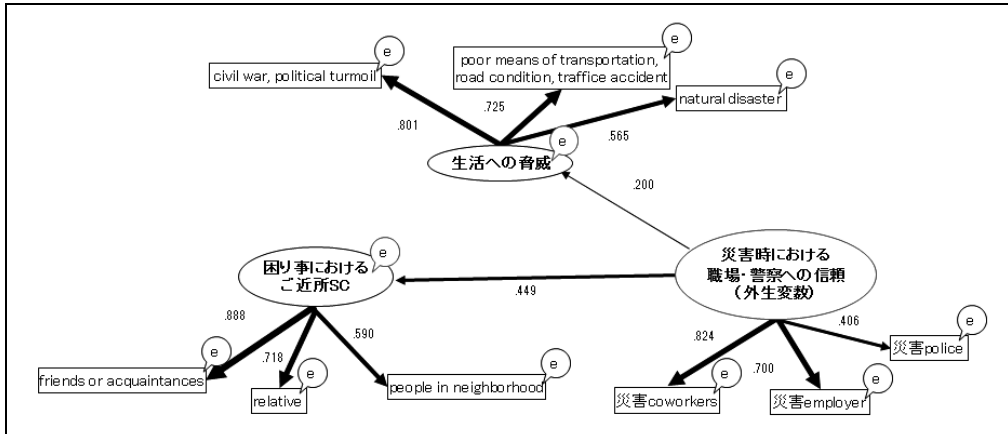 e
e
poor means of transportation,
road condition, traffice accident
civil war, political turmoil
e
natural disaster
.725
.801
.565
e
生活への脅威
.200
災害時における
職場・警察への信頼
(外生変数)
e
困り事における
ご近所SC
.449
.888
.718
.590
.824
.700
.406
e
災害police
e
friends or acquaintances
e
relative
e
people in neighborhood
e
災害coworkers
e
災害employer